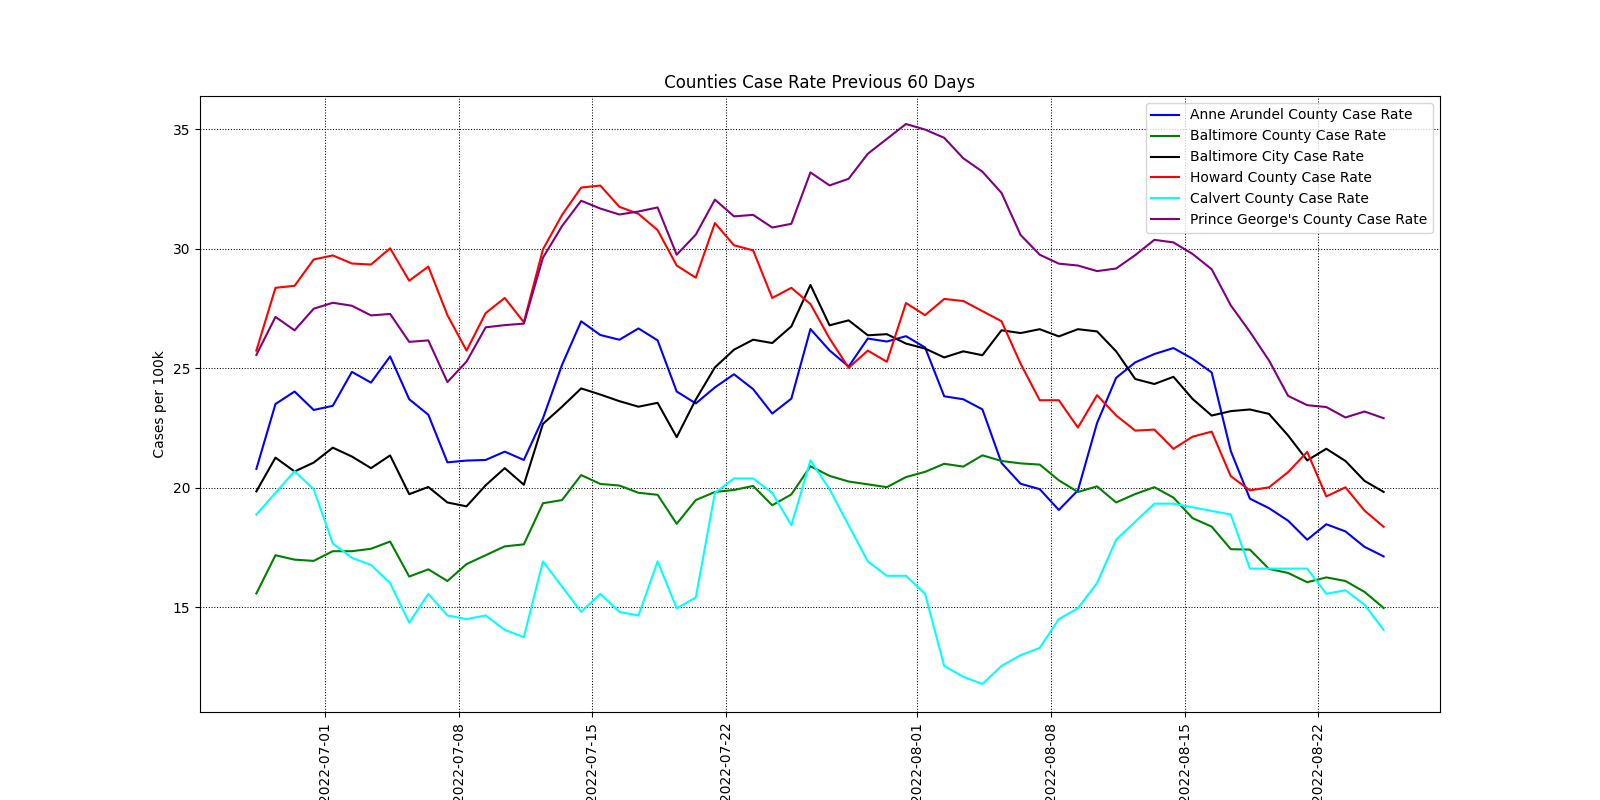 Counties Case Rate Previous 60 Days
Cases per 100k
35
30
25
20
15
Anne Arundel County Case Rate
Baltimore County Case Rate
Baltimore City Case Rate
Howard County Case Rate
Calvert County Case Rate
Prince George's County Case Rate
2022-07-01
2022-07-08
2022-07-15
2022-07-22
2022-08-01
2022-08-08
2022-08-15
2022-08-22